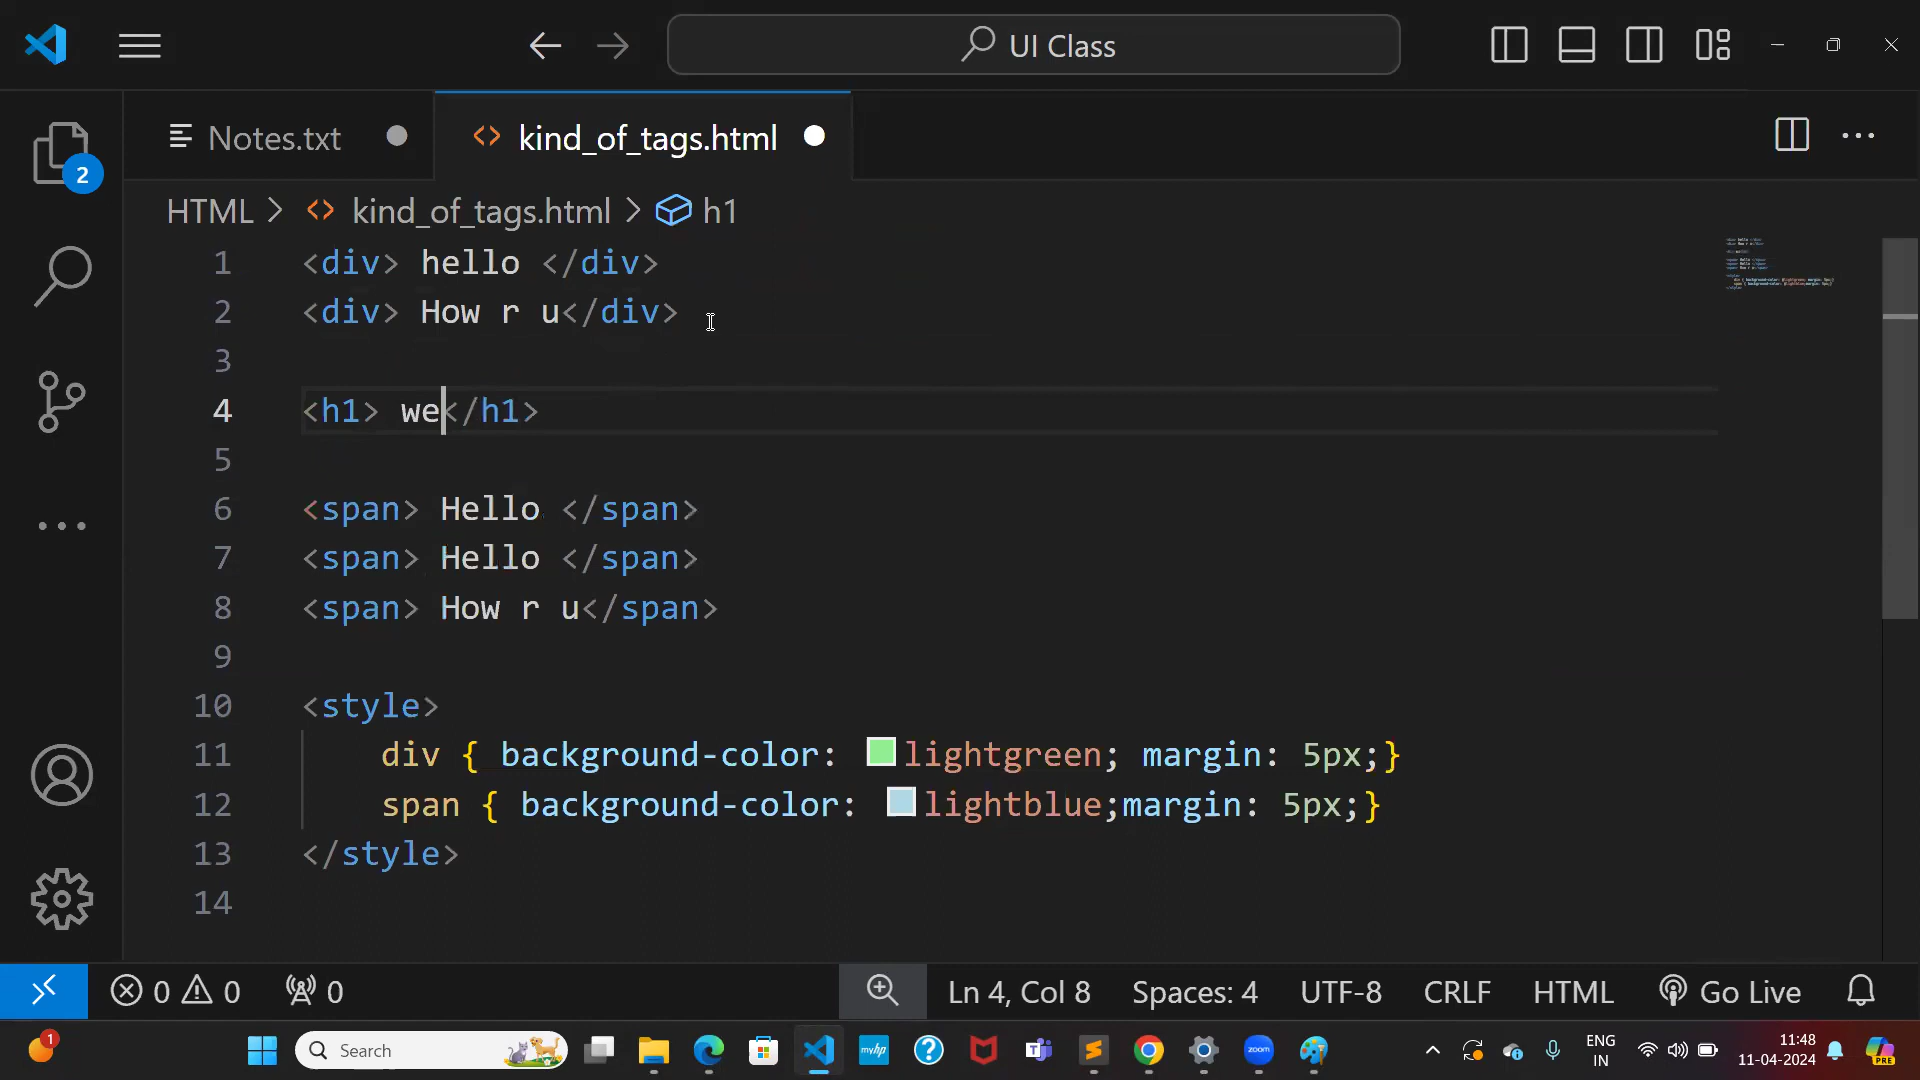 UI Class
Notes.txt
kind_of_tags.html
2
HTML > kind_of_tags.html > h1
1 <div> hello </div>
2 <div> How r u</div>
3
4 <h1> we</h1>
5
6 <span> Hello </span>
7 <span> Hello </span>
8 <span> How r u</span>
9
10 <style>
11 div { background-color: lightgreen; margin: 5px;}
12 span { background-color: lightblue;margin: 5px;}
13 </style>
14
0 0 0 Ln 4, Col 8 Spaces: 4 UTF-8 CRLF HTML Go Live
1 Search myhp zoom ENG IN 11:48 11-04-2024 PRE